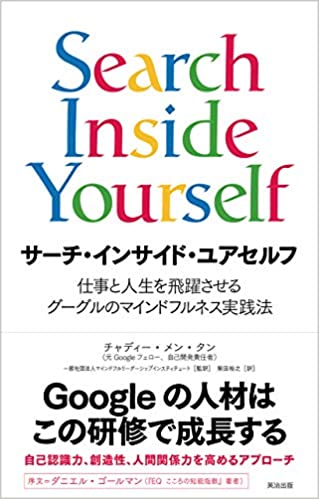 Search
Inside
Yourself
サーチ・インサイド・ユアセルフ
仕事と人生を飛躍させる
グーグルのマインドフルネス実践法
チャディー・メン・タン
（元 Google フェロー、自己開発責任者）
一般社団法人マインドフルリーダーシップインスティテュート［監訳］ 柴田裕之［訳］
Google の人材は
この研修で成長する
自己認識力、創造性、人間関係力を高めるアプローチ
序文＝ダニエル・ゴールマン（『EQ こころの知能指数』著者） 英治出版